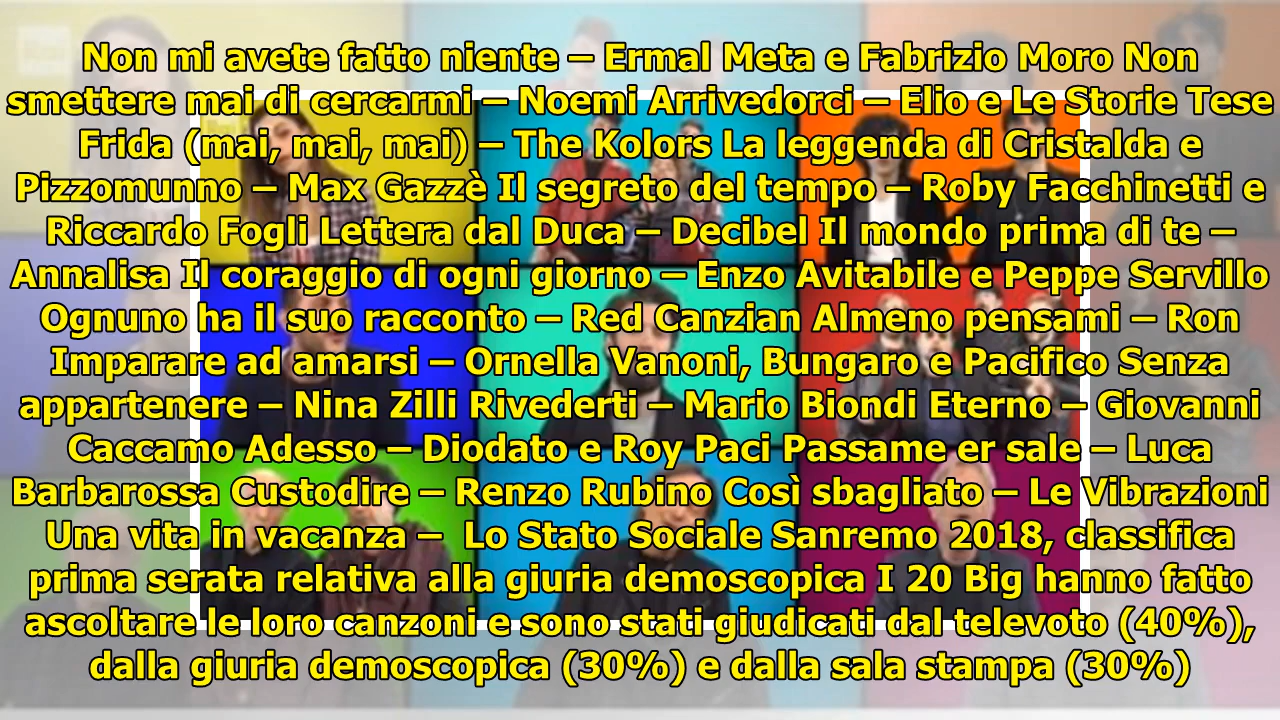 Non mi avete fatto niente – Ermal Meta e Fabrizio Moro Non
smettere mai di cercarmi – Noemi Arrivedorci – Elio e Le Storie Tese
Frida (mai, mai, mai) – The Kolors La leggenda di Cristalda e
Pizzomunno – Max Gazzè Il segreto del tempo – Roby Facchinetti e
Riccardo Fogli Lettera dal Duca – Decibel Il mondo prima di te –
Annalisa Il coraggio di ogni giorno – Enzo Avitabile e Peppe Servillo
Ognuno ha il suo racconto – Red Canzian Almeno pensami – Ron
Imparare ad amarsi – Ornella Vanoni, Bungaro e Pacifico Senza
appartenere – Nina Zilli Rivederti – Mario Biondi Eterno – Giovanni
Caccamo Adesso – Diodato e Roy Paci Passame er sale – Luca
Barbarossa Custodire – Renzo Rubino Così sbagliato – Le Vibrazioni
Una vita in vacanza – Lo Stato Sociale Sanremo 2018, classifica
prima serata relativa alla giuria demoscopica I 20 Big hanno fatto
ascoltare le loro canzoni e sono stati giudicati dal televoto (40%),
dalla giuria demoscopica (30%) e dalla sala stampa (30%)